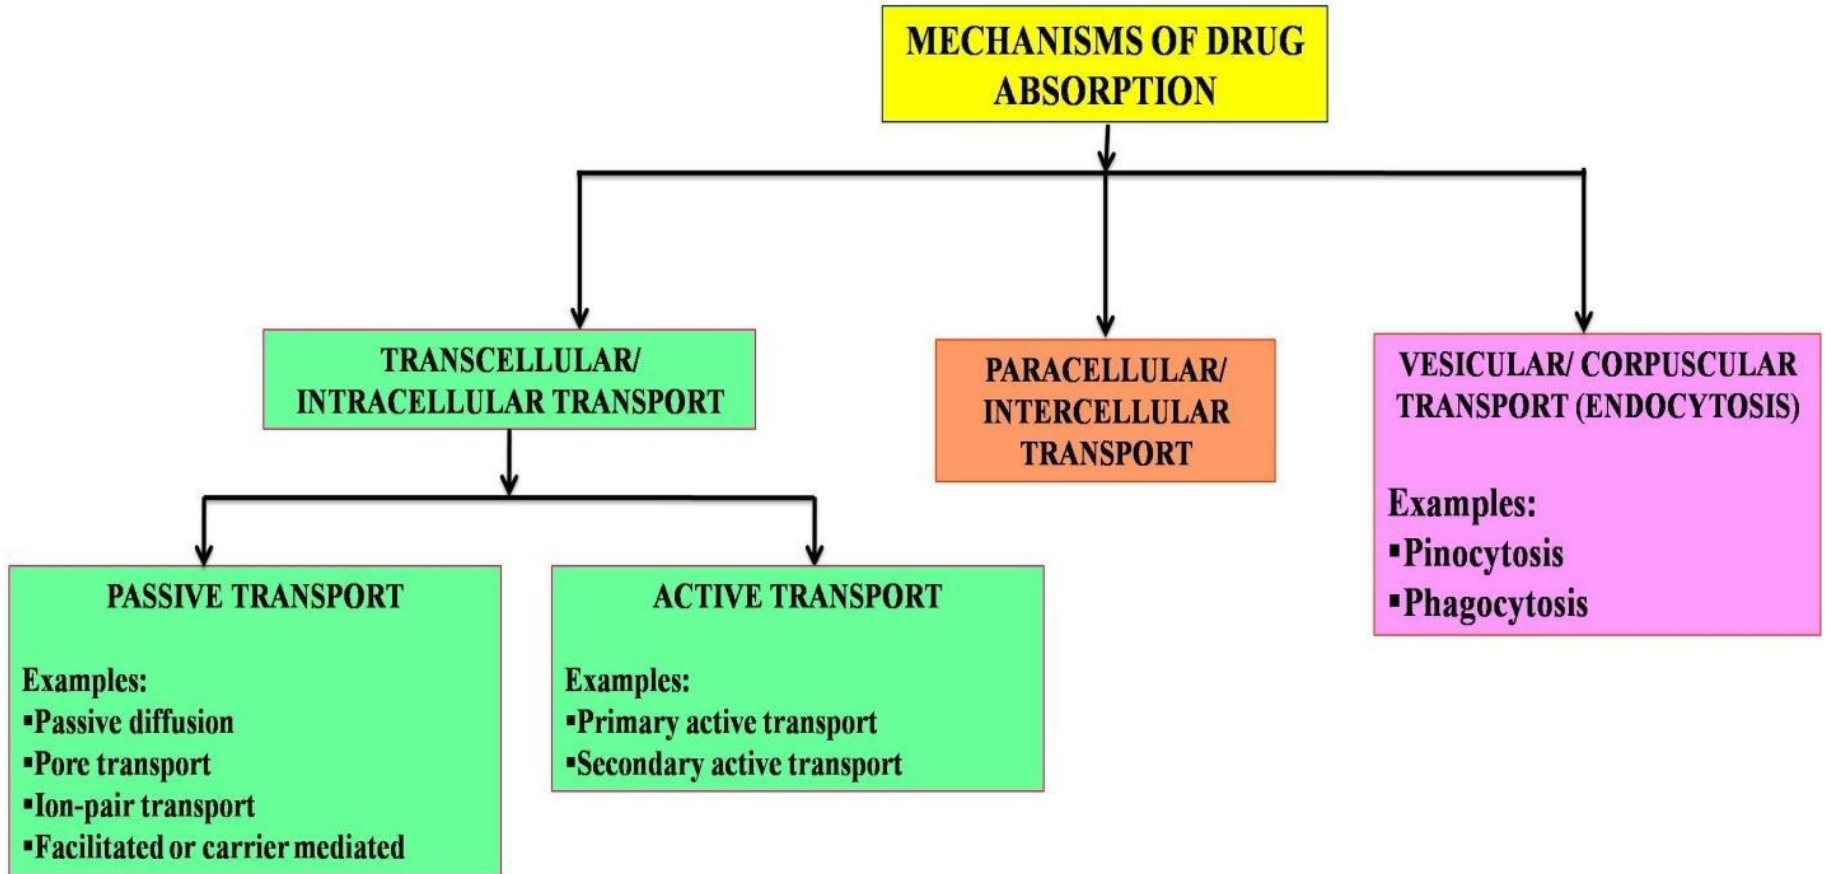 MECHANISMS OF DRUG
ABSORPTION
TRANSCELLULAR/
INTRACELLULAR TRANSPORT
PARACELLULAR/
INTERCELLULAR
TRANSPORT
VESICULAR/ CORPUSCULAR
TRANSPORT (ENDOCYTOSIS)
Examples:
▪Pinocytosis
▪Phagocytosis
PASSIVE TRANSPORT
Examples:
▪Passive diffusion
▪Pore transport
▪Ion-pair transport
▪Facilitated or carrier mediated
ACTIVE TRANSPORT
Examples:
▪Primary active transport
▪Secondary active transport